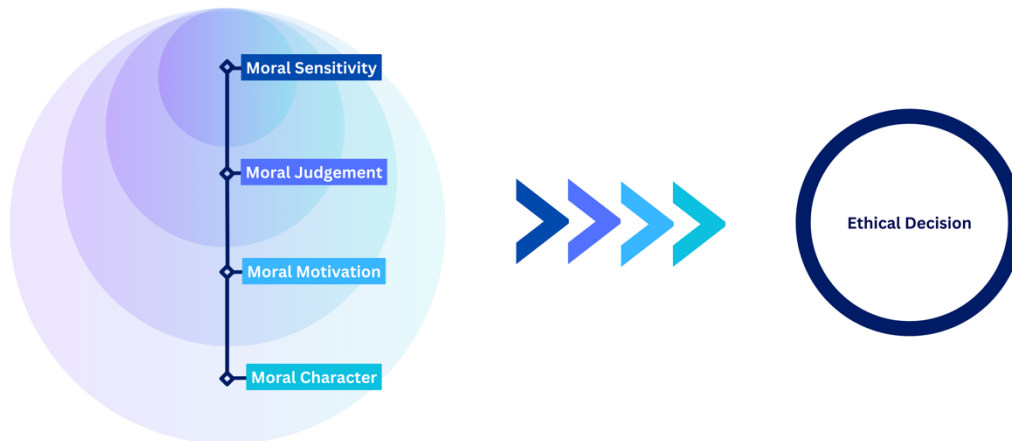 Moral Sensitivity
Moral Judgement
Moral Motivation
Moral Character
Ethical Decision